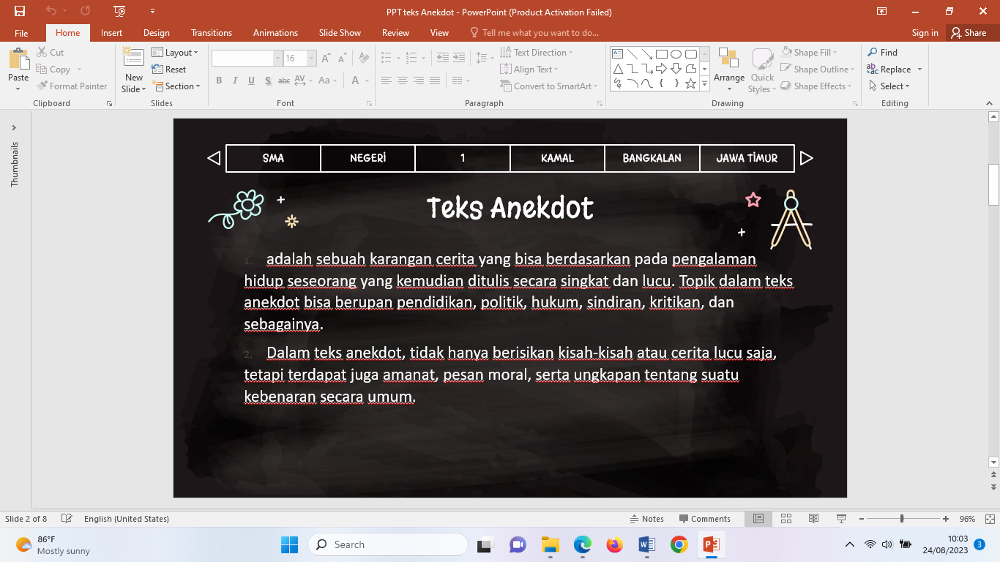 PPT teks Anekdot - PowerPoint (Product Activation Failed)
File Home Insert Design Transitions Animations Slide Show Review View Tell me what you want to do... Sign in Share
Paste
Cut
Copy
Format Painter
Clipboard
New Slide
Layout
Reset
Section
Slides
16
B I U S abc AV Aa A
Font
Text Direction
Align Text
Convert to SmartArt
Paragraph
Arrange
Quick Styles
Shape Fill
Shape Outline
Shape Effects
Drawing
Find
Replace
Select
Editing
Thumbnails
SMA NEGERI 1 KAMAL BANGKALAN JAWA TIMUR
Teks Anekdot
1. adalah sebuah karangan cerita yang bisa berdasarkan pada pengalaman
hidup seseorang yang kemudian ditulis secara singkat dan lucu. Topik dalam teks
anekdot bisa berupan pendidikan, politik, hukum, sindiran, kritikan, dan
sebagainya.
2. Dalam teks anekdot, tidak hanya berisikan kisah-kisah atau cerita lucu saja,
tetapi terdapat juga amanat, pesan moral, serta ungkapan tentang suatu
kebenaran secara umum.
Slide 2 of 8 English (United States) Notes Comments 96%
86°F
Mostly sunny
Search
10:03
24/08/2023
3